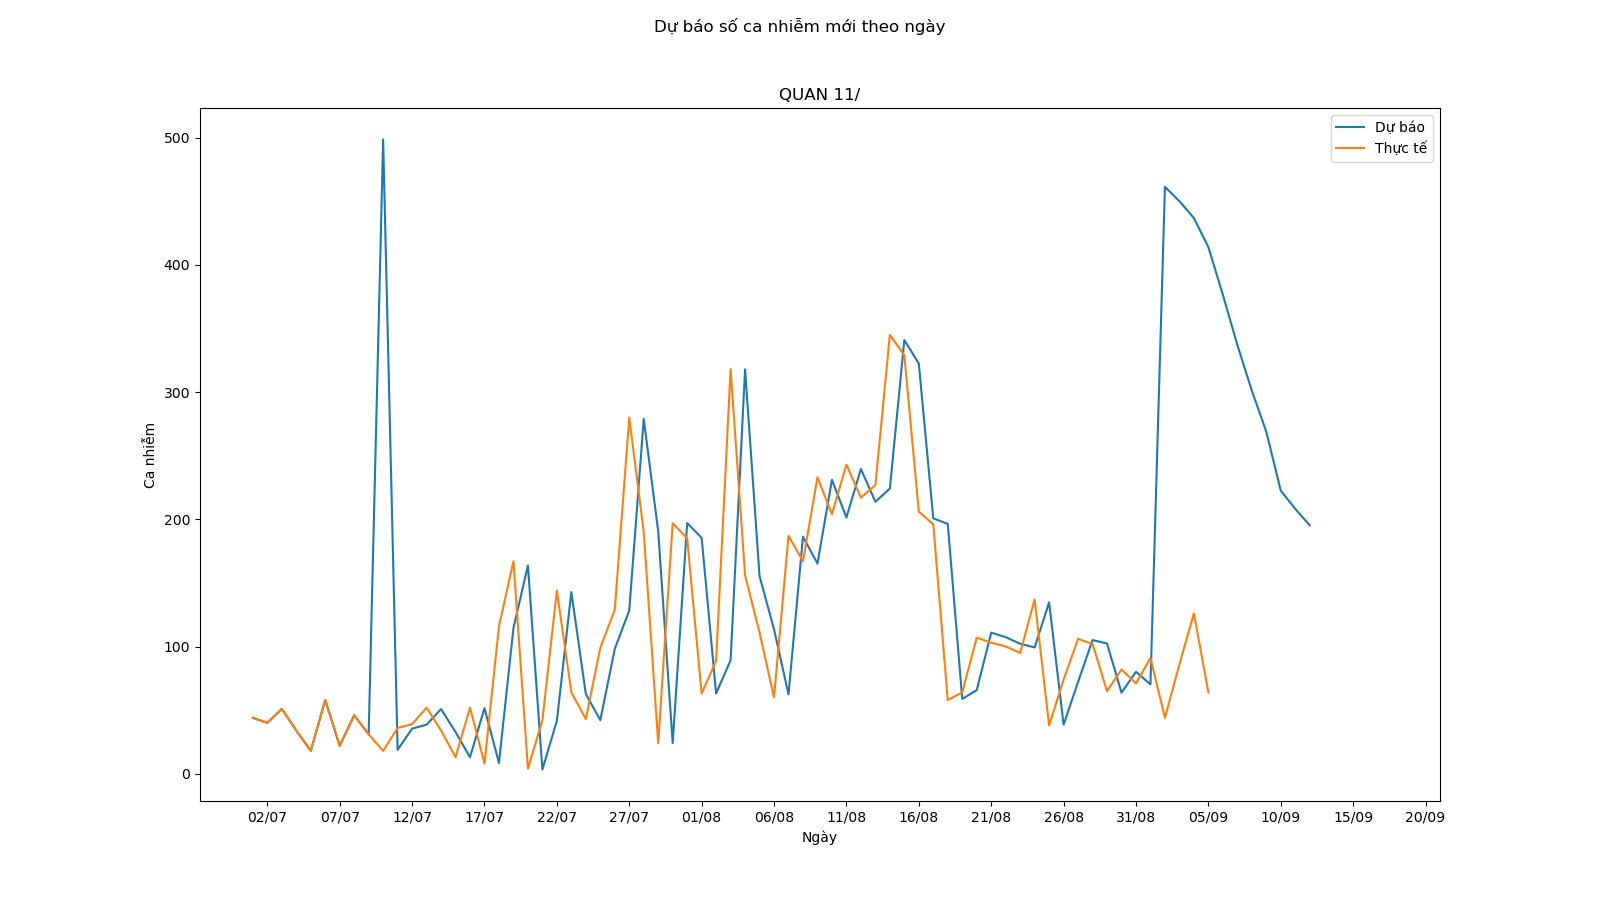 Dự báo số ca nhiễm mới theo ngày
QUAN 11/
Dự báo
Thực tế
500
400
300
200
100
0
Ca nhiễm
02/07 07/07 12/07 17/07 22/07 27/07 01/08 06/08 11/08 16/08 21/08 26/08 31/08 05/09 10/09 15/09 20/09
Ngày